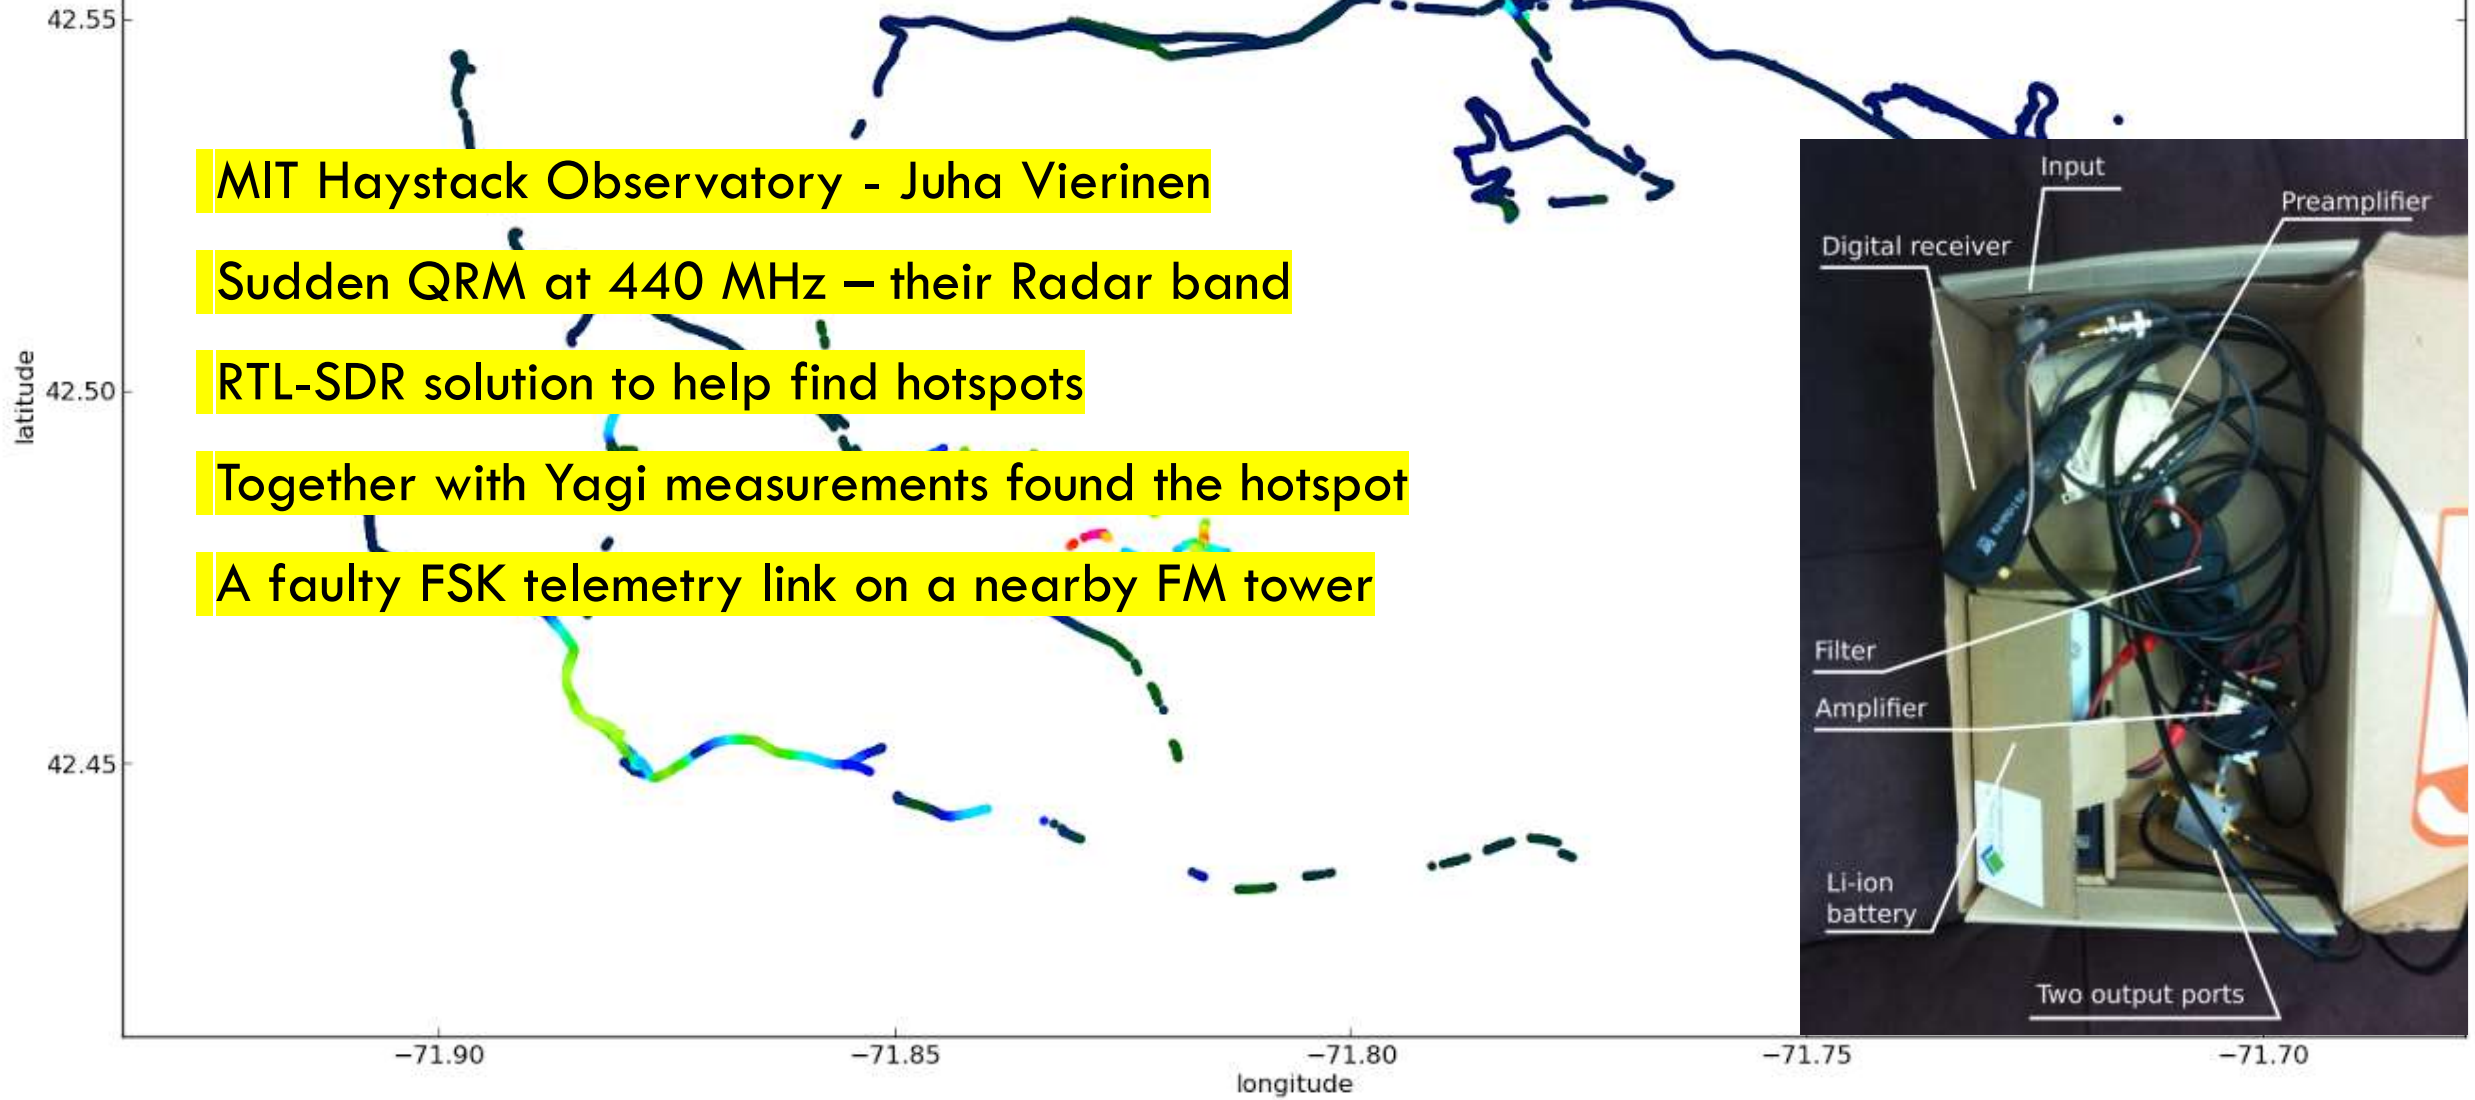 42.55
MIT Haystack Observatory - Juha Vierinen
Sudden QRM at 440 MHz – their Radar band
RTL-SDR solution to help find hotspots
Together with Yagi measurements found the hotspot
A faulty FSK telemetry link on a nearby FM tower
latitude
42.50
42.45
−71.90
−71.85
−71.80
−71.75
−71.70
longitude
Input
Preamplifier
Digital receiver
Filter
Amplifier
Li-ion
battery
Two output ports